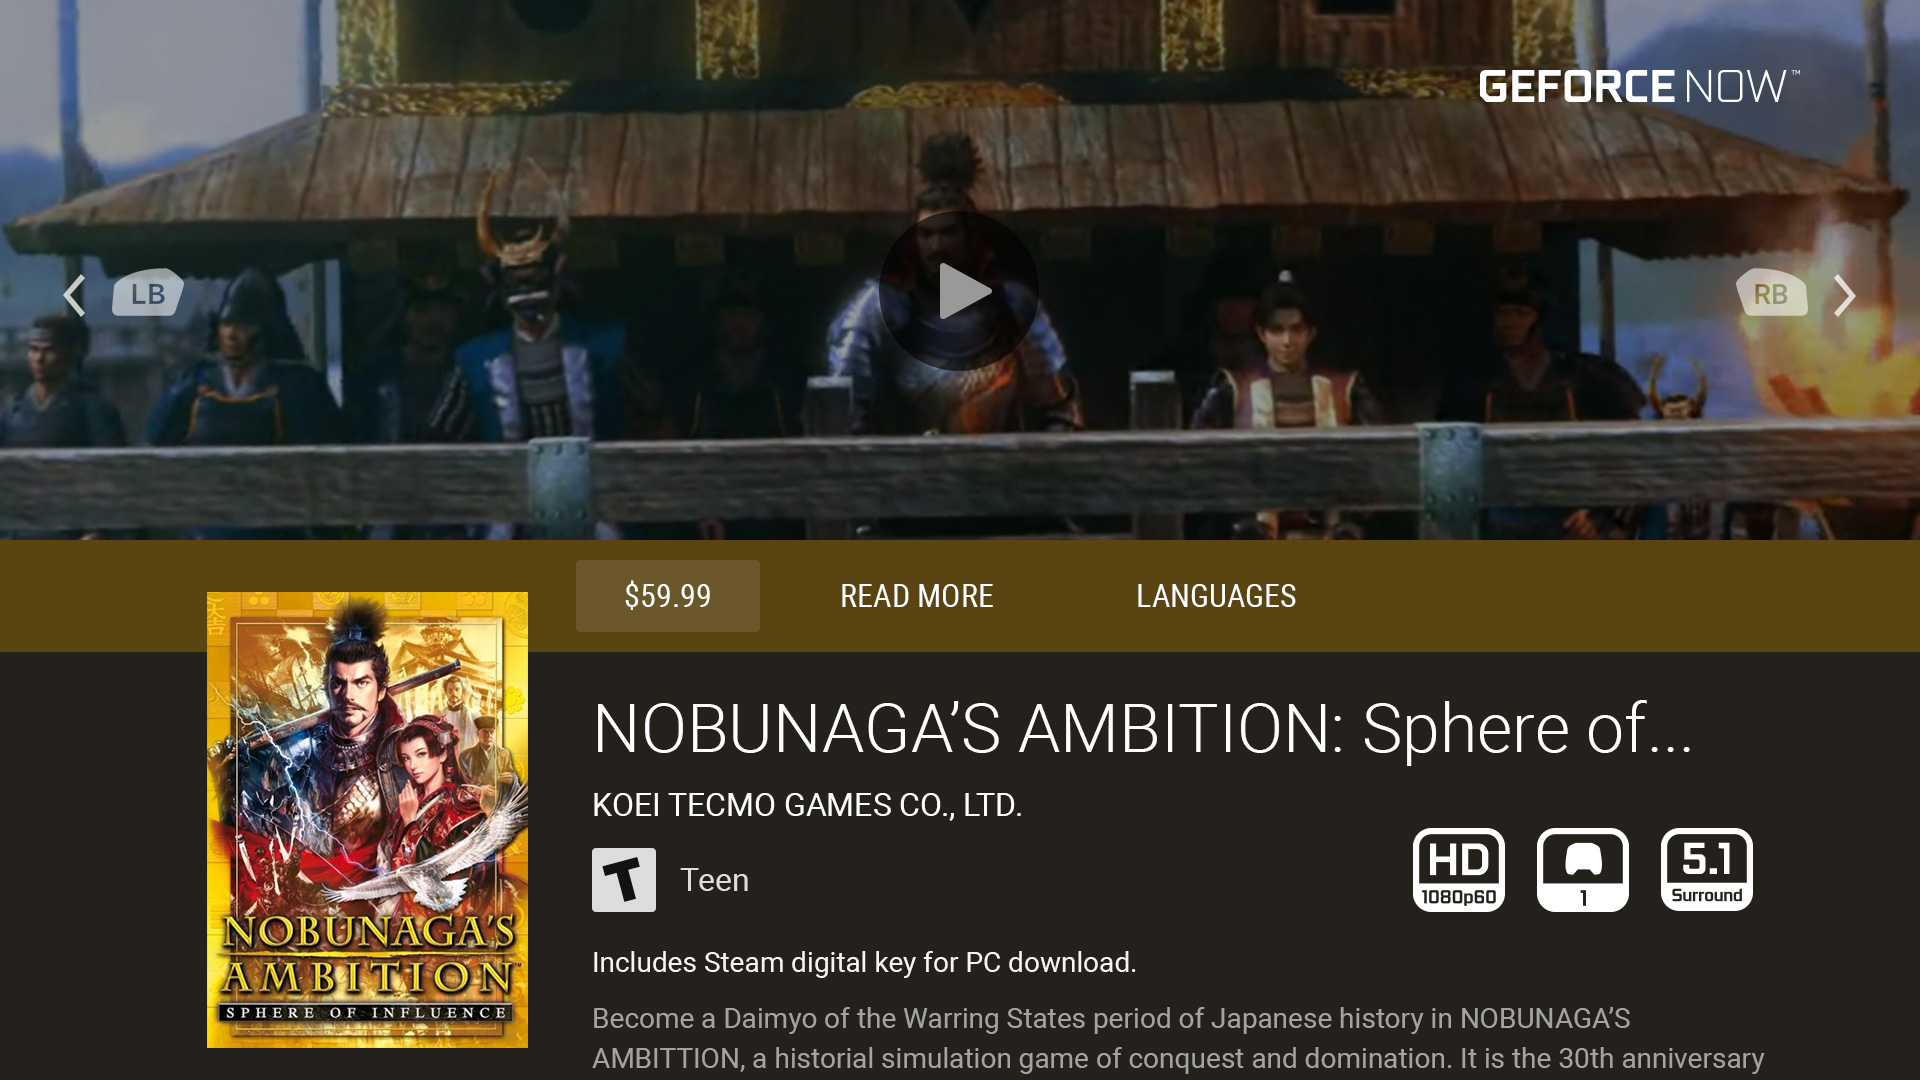 GEFORCE NOW™
LB
RB
$59.99
READ MORE
LANGUAGES
NOBUNAGA’S AMBITION: Sphere of...
KOEI TECMO GAMES CO., LTD.
T
Teen
HD
1080p60
1
5.1
Surround
Includes Steam digital key for PC download.
Become a Daimyo of the Warring States period of Japanese history in NOBUNAGA’S
AMBITTION, a historial simulation game of conquest and domination. It is the 30th anniversary
NOBUNAGA'S
AMBITION™
SPHERE OF INFLUENCE